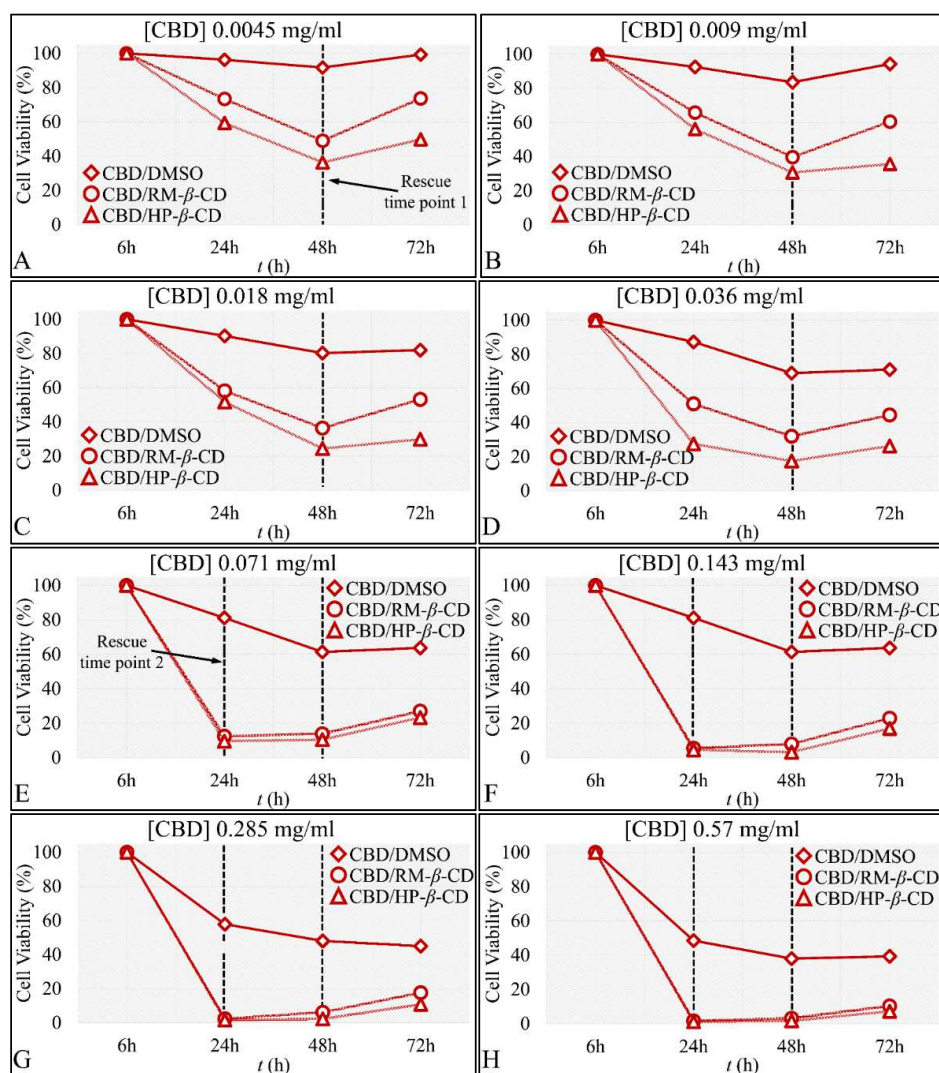 [CBD] 0.0045 mg/ml
Cell Viability (%)
100
80
60
40
20
0
CBD/DMSO
CBD/RM-β-CD
CBD/HP-β-CD
Rescue
time point 1
6h 24h 48h 72h
t (h)
A
[CBD] 0.009 mg/ml
Cell Viability (%)
100
80
60
40
20
0
CBD/DMSO
CBD/RM-β-CD
CBD/HP-β-CD
6h 24h 48h 72h
t (h)
B
[CBD] 0.018 mg/ml
Cell Viability (%)
100
80
60
40
20
0
CBD/DMSO
CBD/RM-β-CD
CBD/HP-β-CD
6h 24h 48h 72h
t (h)
C
[CBD] 0.036 mg/ml
Cell Viability (%)
100
80
60
40
20
0
CBD/DMSO
CBD/RM-β-CD
CBD/HP-β-CD
6h 24h 48h 72h
t (h)
D
[CBD] 0.071 mg/ml
Cell Viability (%)
100
80
60
40
20
0
CBD/DMSO
CBD/RM-β-CD
CBD/HP-β-CD
Rescue
time point 2
6h 24h 48h 72h
t (h)
E
[CBD] 0.143 mg/ml
Cell Viability (%)
100
80
60
40
20
0
CBD/DMSO
CBD/RM-β-CD
CBD/HP-β-CD
6h 24h 48h 72h
t (h)
F
[CBD] 0.285 mg/ml
Cell Viability (%)
100
80
60
40
20
0
CBD/DMSO
CBD/RM-β-CD
CBD/HP-β-CD
6h 24h 48h 72h
t (h)
G
[CBD] 0.57 mg/ml
Cell Viability (%)
100
80
60
40
20
0
CBD/DMSO
CBD/RM-β-CD
CBD/HP-β-CD
6h 24h 48h 72h
t (h)
H